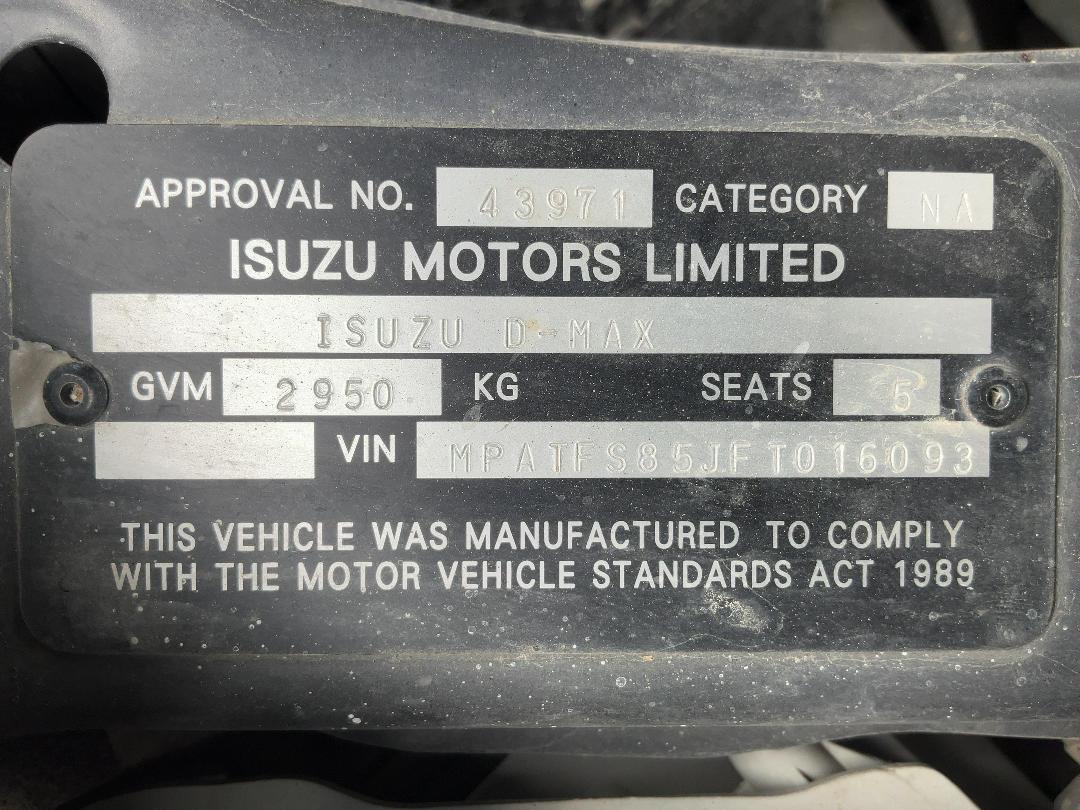 APPROVAL NO. 43971 CATEGORY NA
ISUZU MOTORS LIMITED
ISUZU D-MAX
GVM 2950 KG SEATS 5
VIN MPATFS85JFT016093
THIS VEHICLE WAS MANUFACTURED TO COMPLY
WITH THE MOTOR VEHICLE STANDARDS ACT 1989